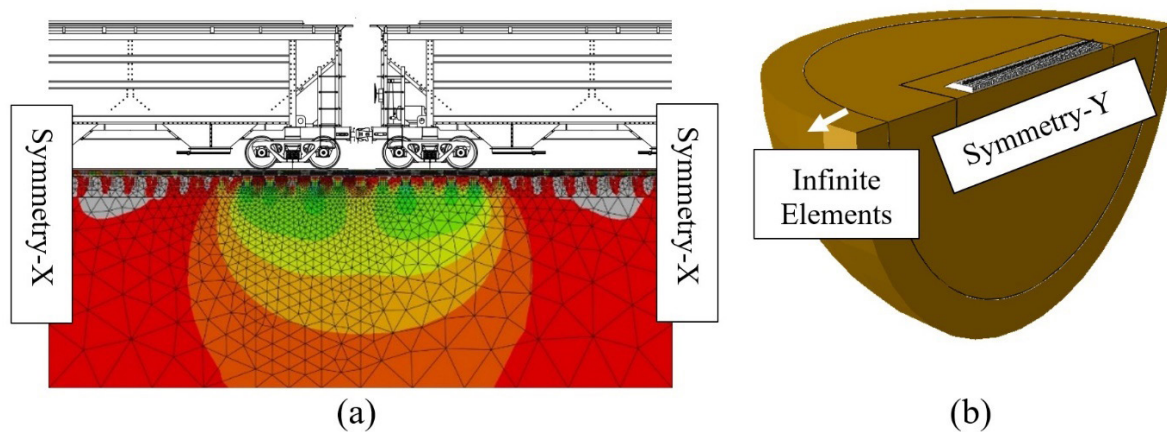 Symmetry-X
Symmetry-X
Symmetry-Y
Infinite
Elements
(a)
(b)